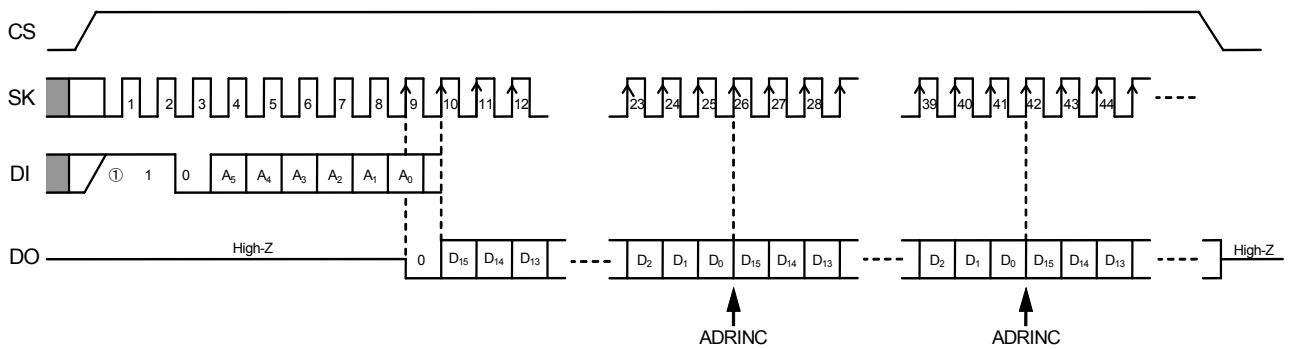 CS
SK 1 2 3 4 5 6 7 8 9 10 11 12 23 24 25 26 27 28 39 40 41 42 43 44
DI ① 1 0 A₅ A₄ A₃ A₂ A₁ A₀
DO High-Z 0 D₁₅ D₁₄ D₁₃ D₂ D₁ D₀ D₁₅ D₁₄ D₁₃ D₂ D₁ D₀ D₁₅ D₁₄ D₁₃ High-Z
ADRINC ADRINC